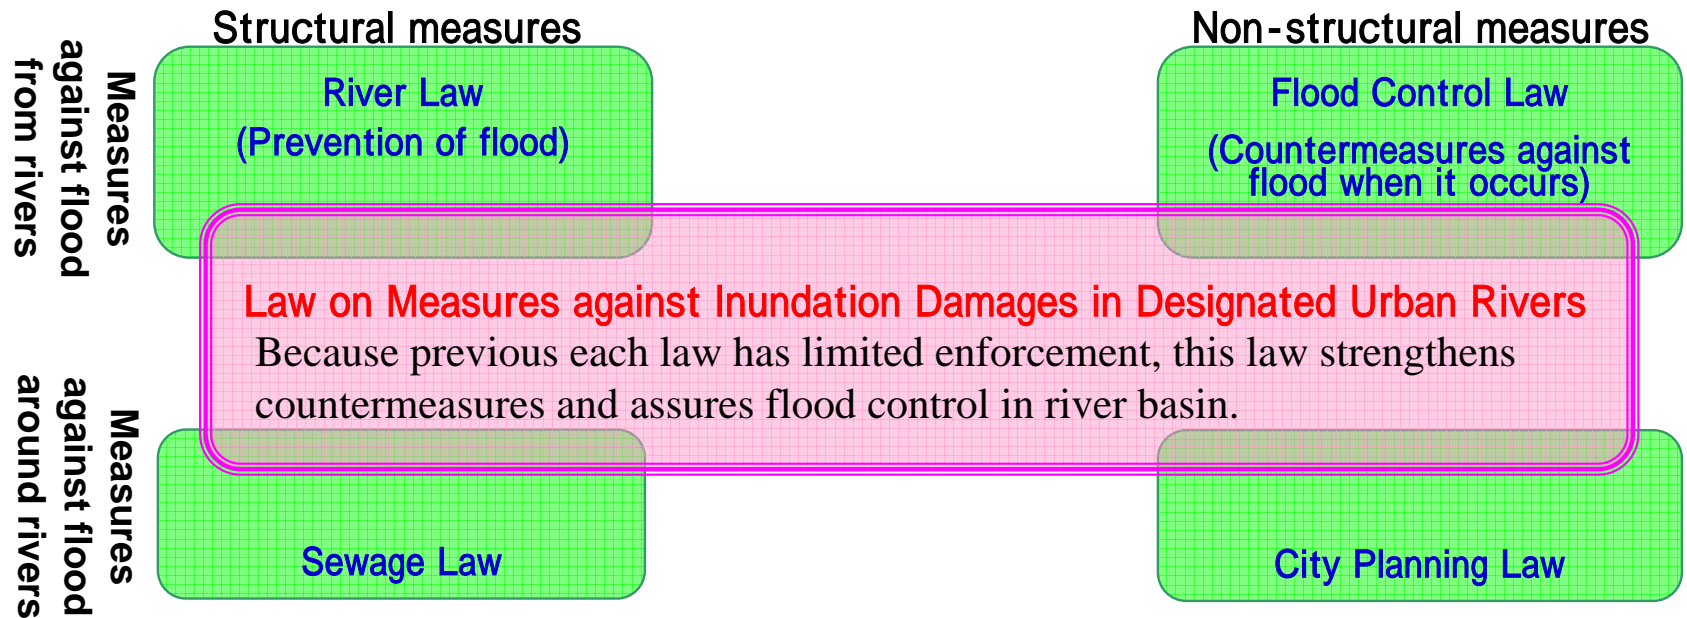 Structural measures
Non-structural measures
Measures
against flood
from rivers
River Law
(Prevention of flood)
Flood Control Law
(Countermeasures against
flood when it occurs)
Law on Measures against Inundation Damages in Designated Urban Rivers
Because previous each law has limited enforcement, this law strengthens
countermeasures and assures flood control in river basin.
Measures
against flood
around rivers
Sewage Law
City Planning Law